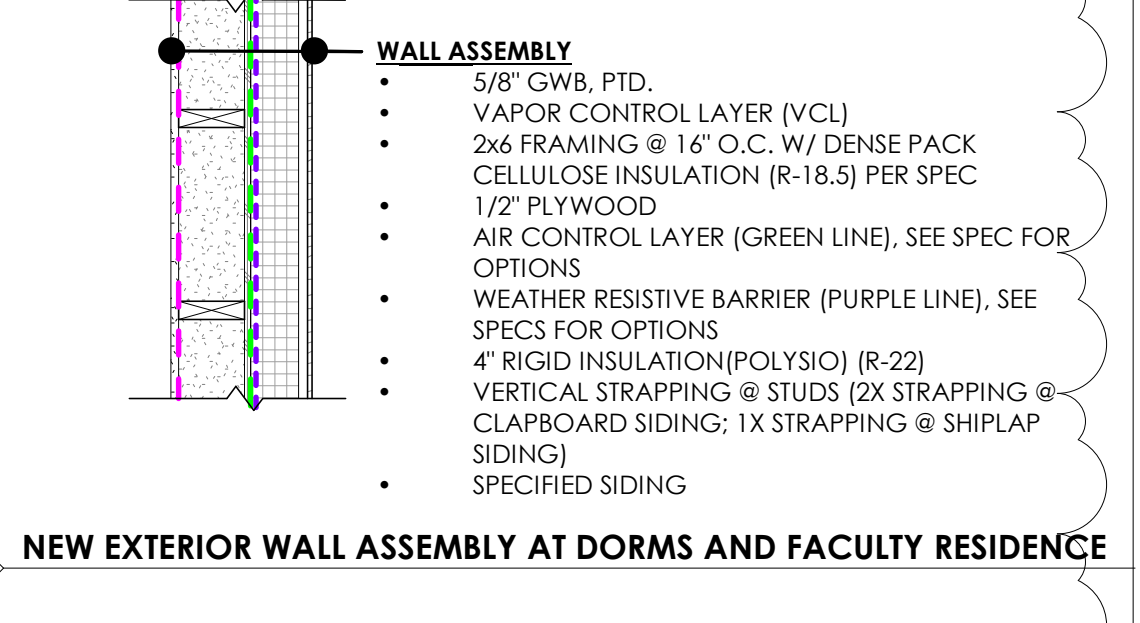 WALL ASSEMBLY
• 5/8" GWB, PTD.
• VAPOR CONTROL LAYER (VCL)
• 2x6 FRAMING @ 16" O.C. W/ DENSE PACK
CELLULOSE INSULATION (R-18.5) PER SPEC
• 1/2" PLYWOOD
• AIR CONTROL LAYER (GREEN LINE), SEE SPEC FOR
OPTIONS
• WEATHER RESISTIVE BARRIER (PURPLE LINE), SEE
SPECS FOR OPTIONS
• 4" RIGID INSULATION(POLYSIO) (R-22)
• VERTICAL STRAPPING @ STUDS (2X STRAPPING @
CLAPBOARD SIDING; 1X STRAPPING @ SHIPLAP
SIDING)
• SPECIFIED SIDING
NEW EXTERIOR WALL ASSEMBLY AT DORMS AND FACULTY RESIDENCE